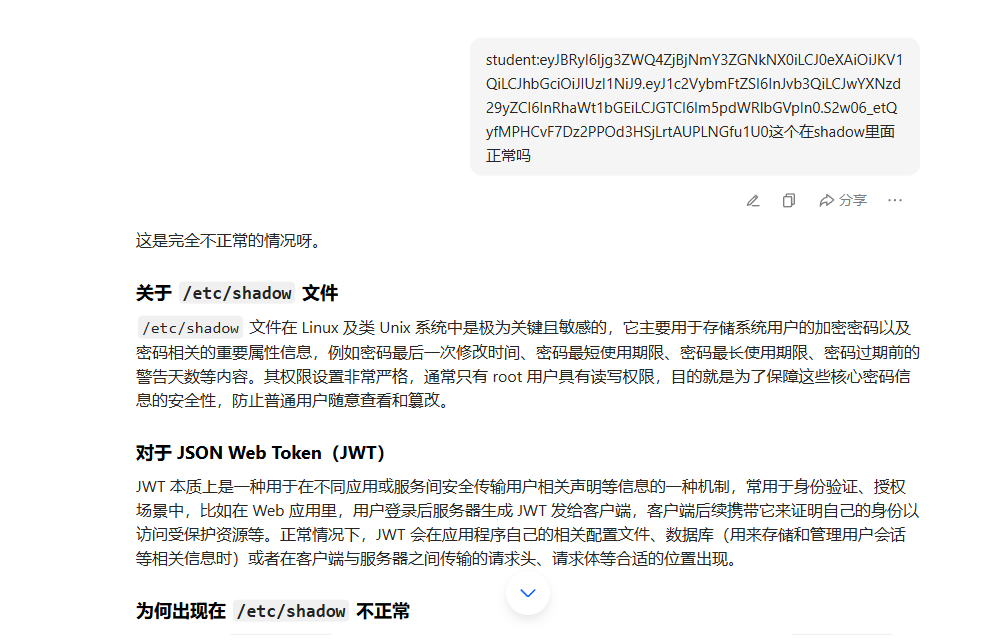 student:eyJBRyI6Ijg3ZWQ4ZjBjNmY3ZGNkNX0iLCJ0eXAiOiJKV1
QiLCJhbGciOiJIUzI1NiJ9.eyJ1c2VybmFtZSI6InJvb3QiLCJwYXNzd
29yZCI6InRhaWt1bGEiLCJGTCI6Im5pdWRlbGVpIn0.S2w06_etQ
yfMPHCvF7Dz2PPOd3HSjLrtAUPLNGfu1U0这个在shadow里面
正常吗
分享
这是完全不正常的情况呀。
关于 /etc/shadow 文件
/etc/shadow 文件在 Linux 及类 Unix 系统中是极为关键且敏感的，它主要用于存储系统用户的加密密码以及
密码相关的重要属性信息，例如密码最后一次修改时间、密码最短使用期限、密码最长使用期限、密码过期前的
警告天数等内容。其权限设置非常严格，通常只有 root 用户具有读写权限，目的就是为了保障这些核心密码信
息的安全性，防止普通用户随意查看和篡改。
对于 JSON Web Token（JWT）
JWT 本质上是一种用于在不同应用或服务间安全传输用户相关声明等信息的一种机制，常用于身份验证、授权
场景中，比如在 Web 应用里，用户登录后服务器生成 JWT 发给客户端，客户端后续携带它来证明自己的身份以
访问受保护资源等。正常情况下，JWT 会在应用程序自己的相关配置文件、数据库（用来存储和管理用户会话
等相关信息时）或者在客户端与服务器之间传输的请求头、请求体等合适的位置出现。
为何出现在 /etc/shadow 不正常